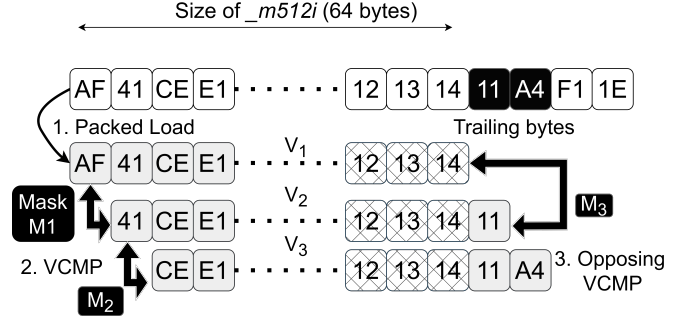 Size of _m512i (64 bytes)
AF 41 CE E1 · · · · · · · 12 13 14 11 A4 F1 1E
1. Packed Load
Trailing bytes
AF 41 CE E1 V1 12 13 14
Mask
M1
41 CE E1 V2 12 13 14 11
M3
2. VCMP
CE E1 V3 12 13 14 11 A4
3. Opposing
VCMP
M2